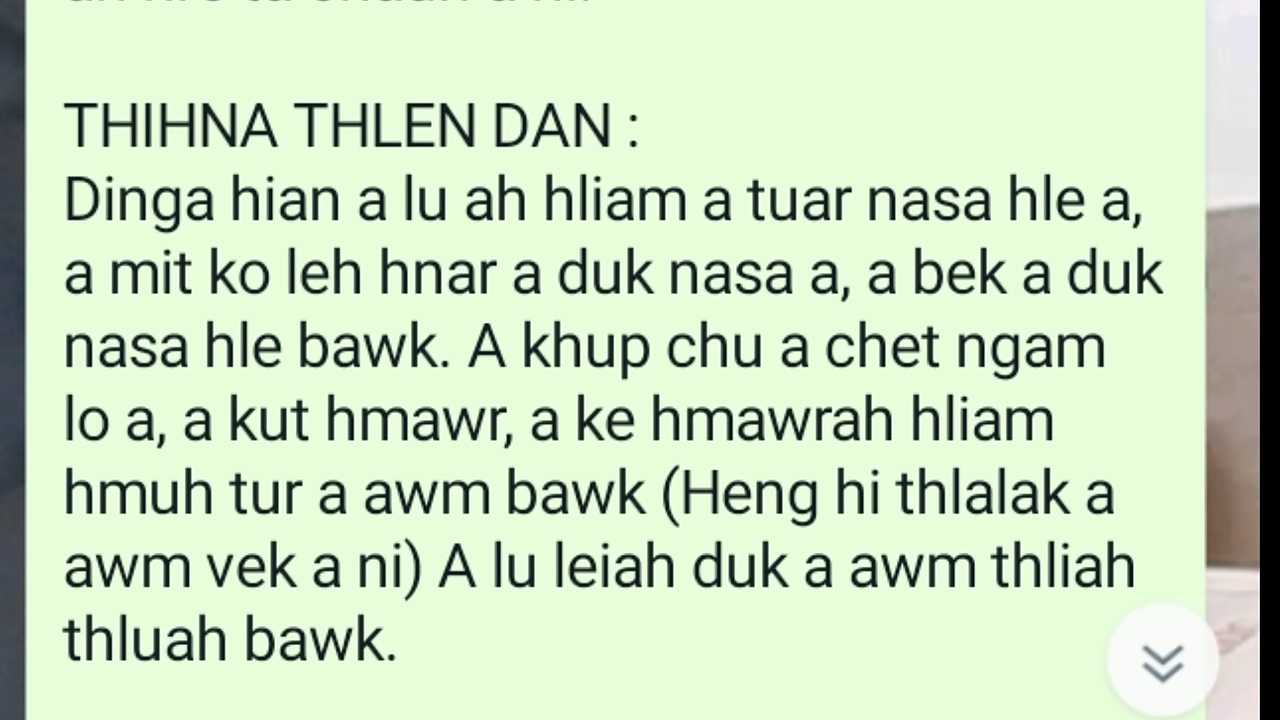 THIHNA THLEN DAN :
Dinga hian a lu ah hliam a tuar nasa hle a,
a mit ko leh hnar a duk nasa a, a bek a duk
nasa hle bawk. A khup chu a chet ngam
lo a, a kut hmawr, a ke hmawrah hliam
hmuh tur a awm bawk (Heng hi thlalak a
awm vek a ni) A lu leiah duk a awm thliah
thluah bawk.